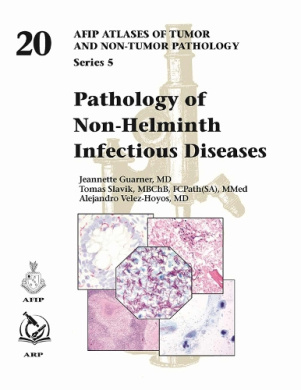 20
AFIP ATLASES OF TUMOR
AND NON-TUMOR PATHOLOGY
Series 5
Pathology of
Non-Helminth
Infectious Diseases
Jeannette Guarner, MD
Tomas Slavik, MBChB, FCPath(SA), MMed
Alejandro Velez-Hoyos, MD
AFIP
ARP